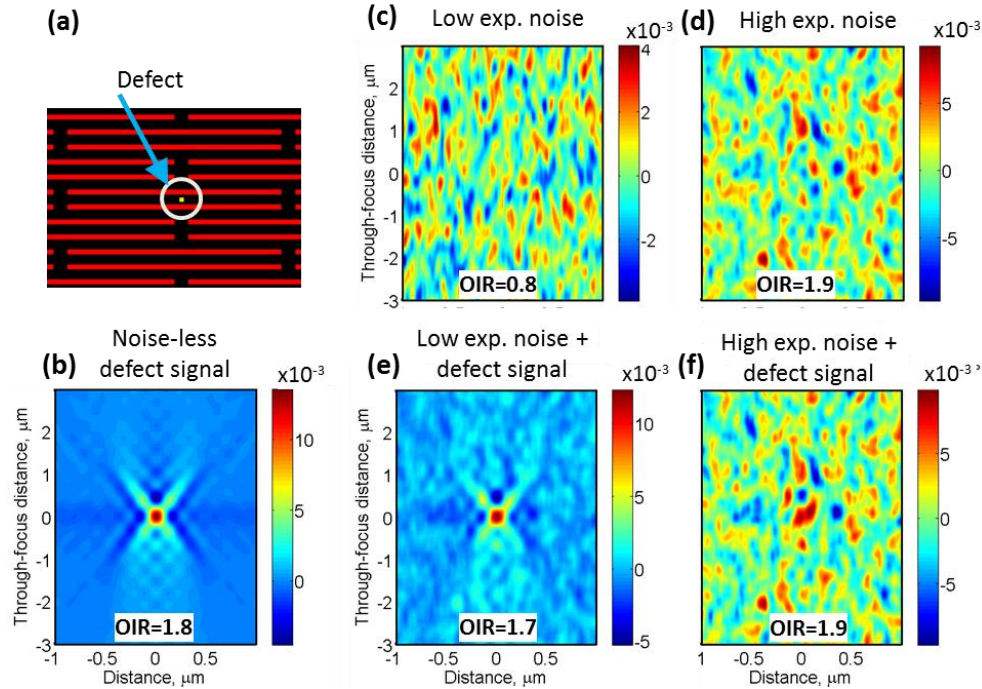 (a)
Defect
(c)
Low exp. noise
x10-3
Through-focus distance, μm
2
1
0
-1
-2
-3
4
2
0
-2
OIR=0.8
(d)
High exp. noise
x10-3
5
0
-5
OIR=1.9
(b)
Noise-less
defect signal
x10-3
Through-focus distance, μm
2
1
0
-1
-2
-3
10
5
0
OIR=1.8
-1
-0.5
0
0.5
Distance, μm
(e)
Low exp. noise +
defect signal
x10-3
Through-focus distance, μm
2
1
0
-1
-2
-3
10
5
0
-5
OIR=1.7
-1
-0.5
0
0.5
Distance, μm
(f)
High exp. noise +
defect signal
x10-3
5
0
-5
OIR=1.9
1
-0.5
0
0.5
Distance, μm